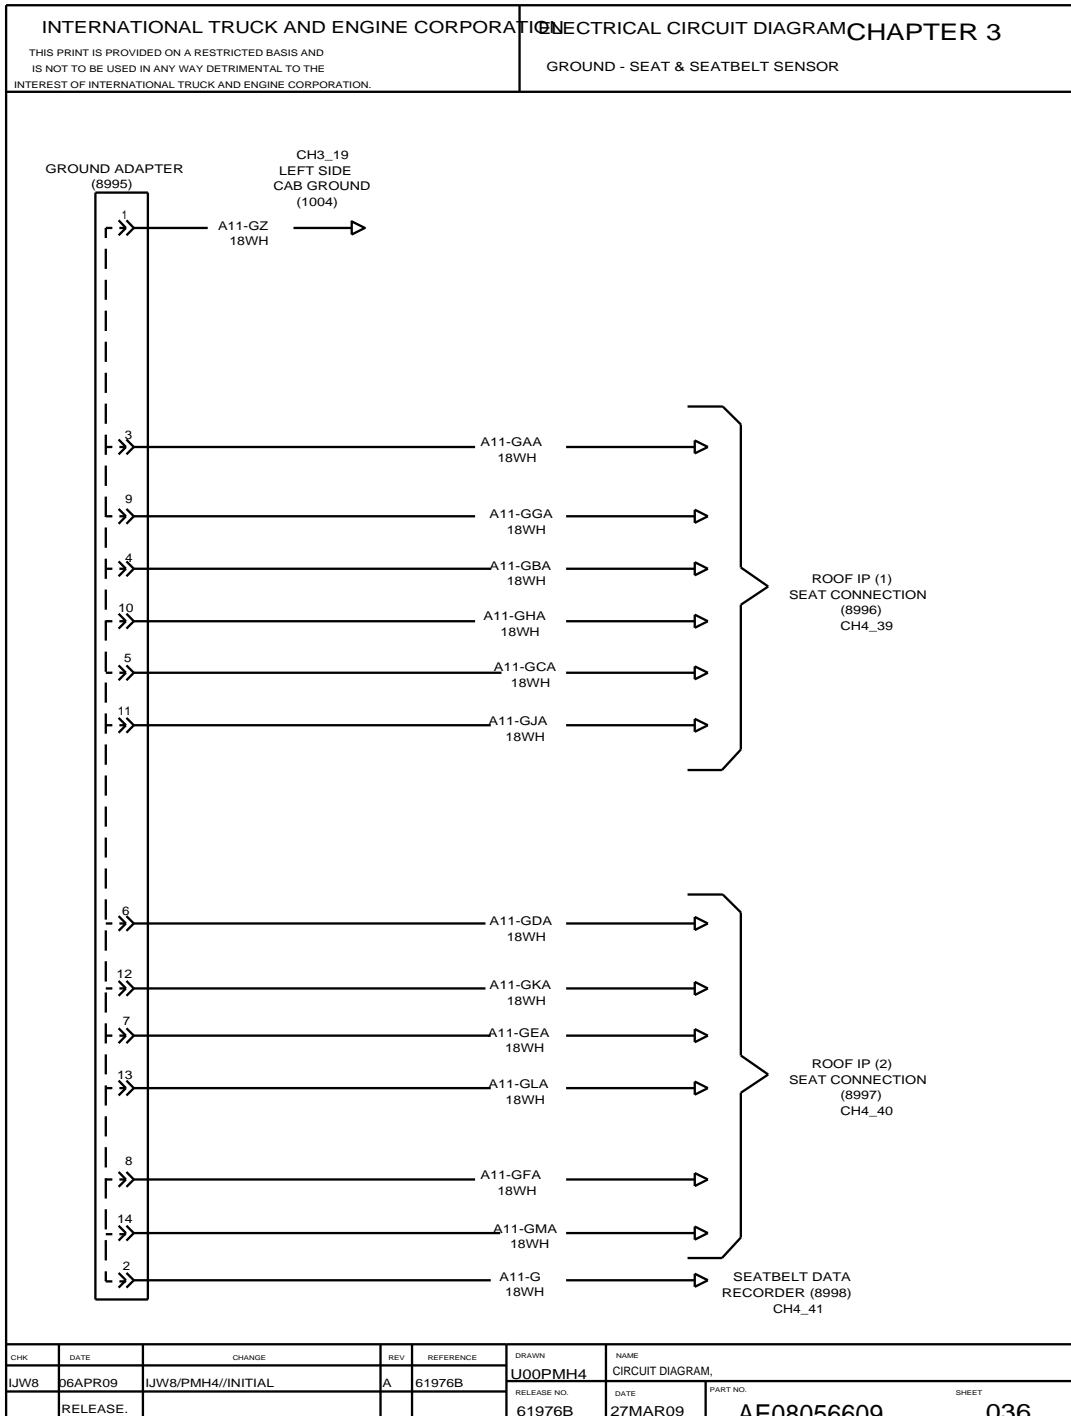 INTERNATIONAL TRUCK AND ENGINE CORPORATION
THIS PRINT IS PROVIDED ON A RESTRICTED BASIS AND
IS NOT TO BE USED IN ANY WAY DETRIMENTAL TO THE
INTEREST OF INTERNATIONAL TRUCK AND ENGINE CORPORATION.
ELECTRICAL CIRCUIT DIAGRAM
CHAPTER 3
GROUND - SEAT & SEATBELT SENSOR
GROUND ADAPTER
(8995)
CH3_19
LEFT SIDE
CAB GROUND
(1004)
1
A11-GZ
18WH
3
A11-GAA
18WH
9
A11-GGA
18WH
4
A11-GBA
18WH
10
A11-GHA
18WH
5
A11-GCA
18WH
11
A11-GJA
18WH
ROOF IP (1)
SEAT CONNECTION
(8996)
CH4_39
6
A11-GDA
18WH
12
A11-GKA
18WH
7
A11-GEA
18WH
13
A11-GLA
18WH
8
A11-GFA
18WH
14
A11-GMA
18WH
ROOF IP (2)
SEAT CONNECTION
(8997)
CH4_40
2
A11-G
18WH
SEATBELT DATA
RECORDER (8998)
CH4_41
CHK DATE CHANGE REV REFERENCE
IJW8 06APR09 IJW8/PMH4//INITIAL A 61976B
RELEASE.
DRAWN
U00PMH4
NAME
CIRCUIT DIAGRAM,
RELEASE NO.
61976B
DATE
27MAR09
PART NO.
AE08056609
SHEET
036